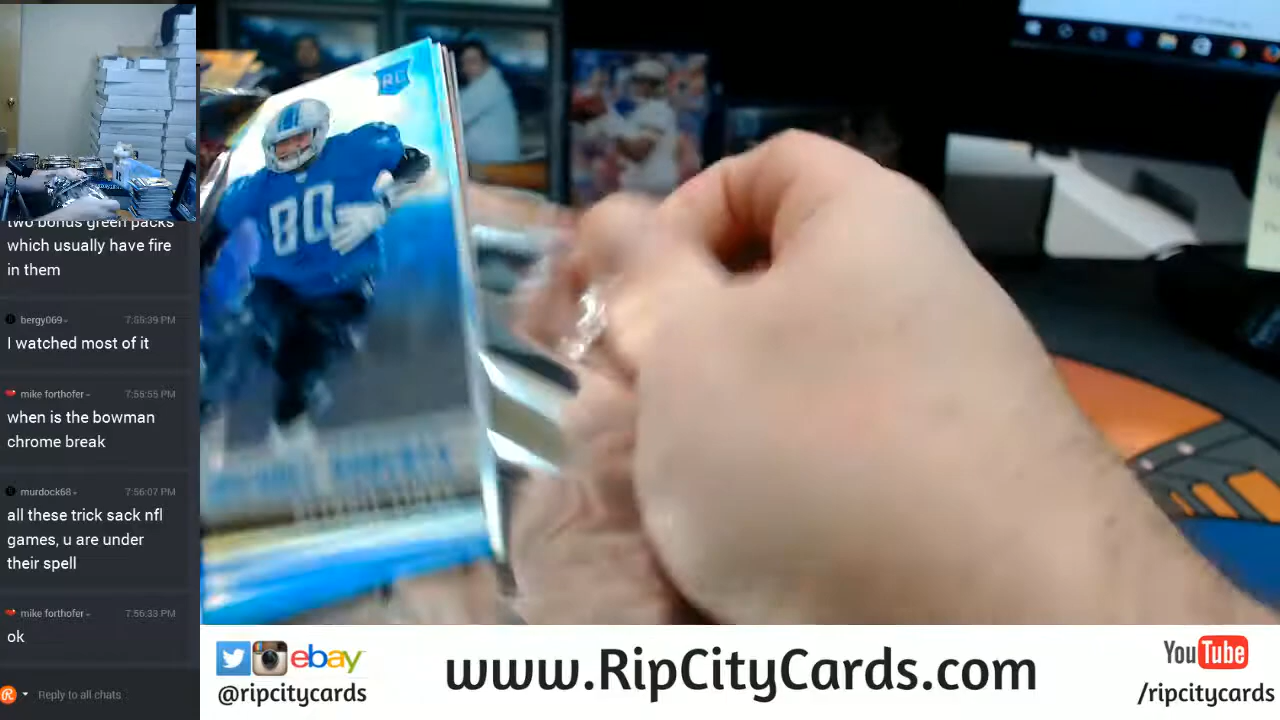 two bonus green packs
which usually have fire
in them
bergy069
7:55:39 PM
I watched most of it
mike forthofer
7:55:55 PM
when is the bowman
chrome break
murdock68
7:56:07 PM
all these trick sack nfl
games, u are under
their spell
mike forthofer
7:56:33 PM
ok
Reply to all chats
RC
80
ebay
@ripcitycards
www.RipCityCards.com
YouTube
/ripcitycards